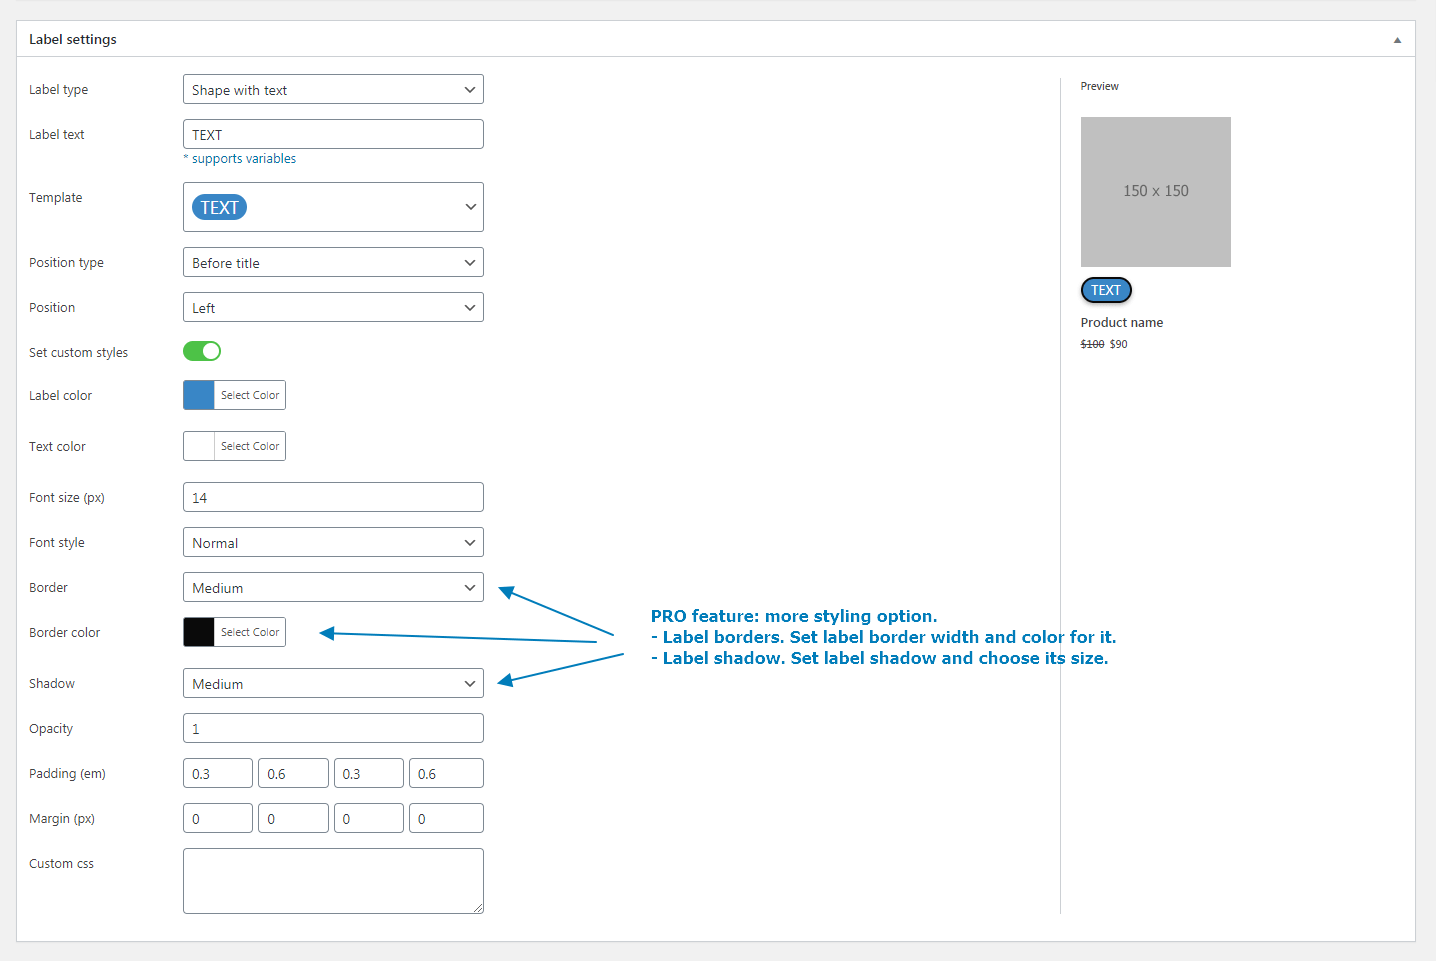 Label settings
Label type
Shape with text
Label text
TEXT
* supports variables
Template
TEXT
Position type
Before title
Position
Left
Set custom styles
Label color
Select Color
Text color
Select Color
Font size (px)
14
Font style
Normal
Border
Medium
Border color
Select Color
Shadow
Medium
Opacity
1
Padding (em)
0.3 0.6 0.3 0.6
Margin (px)
0 0 0 0
Custom css
PRO feature: more styling option.
- Label borders. Set label border width and color for it.
- Label shadow. Set label shadow and choose its size.
Preview
150 x 150
TEXT
Product name
$100 $90